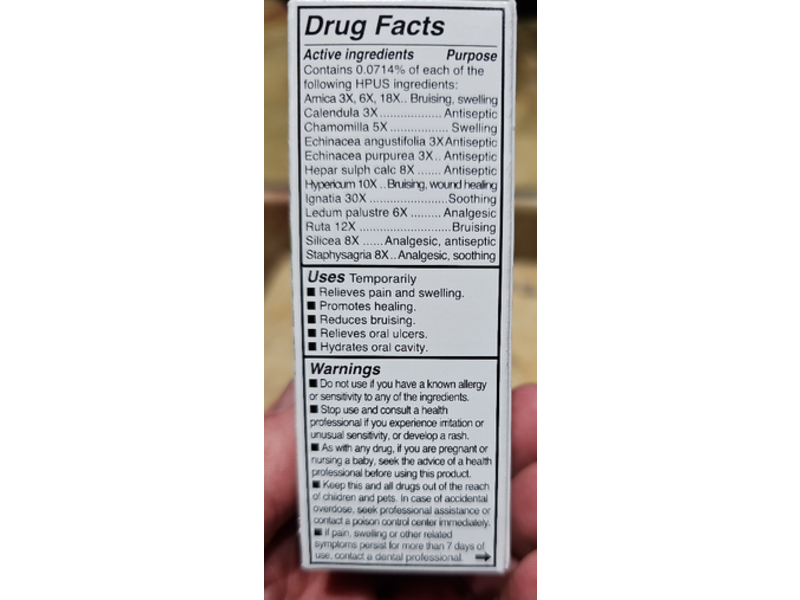 Drug Facts
Active ingredients Purpose
Contains 0.0714% of each of the
following HPUS ingredients:
Arnica 3X, 6X, 18X.. Bruising, swelling
Calendula 3X................... Antiseptic
Chamomilla 5X................. Swelling
Echinacea angustifolia 3X Antiseptic
Echinacea purpurea 3X.. Antiseptic
Hepar sulph calc 8X ....... Antiseptic
Hypericum 10X ..Bruising, wound healing
Ignatia 30X .......................Soothing
Ledum palustre 6X ......... Analgesic
Ruta 12X ...........................Bruising
Silicea 8X ......Analgesic, antiseptic
Staphysagria 8X.. Analgesic, soothing
Uses Temporarily
■ Relieves pain and swelling.
■ Promotes healing.
■ Reduces bruising.
■ Relieves oral ulcers.
■ Hydrates oral cavity.
Warnings
■ Do not use if you have a known allergy
or sensitivity to any of the ingredients.
■ Stop use and consult a health
professional if you experience irritation or
unusual sensitivity, or develop a rash.
■ As with any drug, if you are pregnant or
nursing a baby, seek the advice of a health
professional before using this product.
■ Keep this and all drugs out of the reach
of children and pets. In case of accidental
overdose, seek professional assistance or
contact a poison control center immediately.
■ If pain, swelling or other related
symptoms persist for more than 7 days of
use, contact a dental professional.